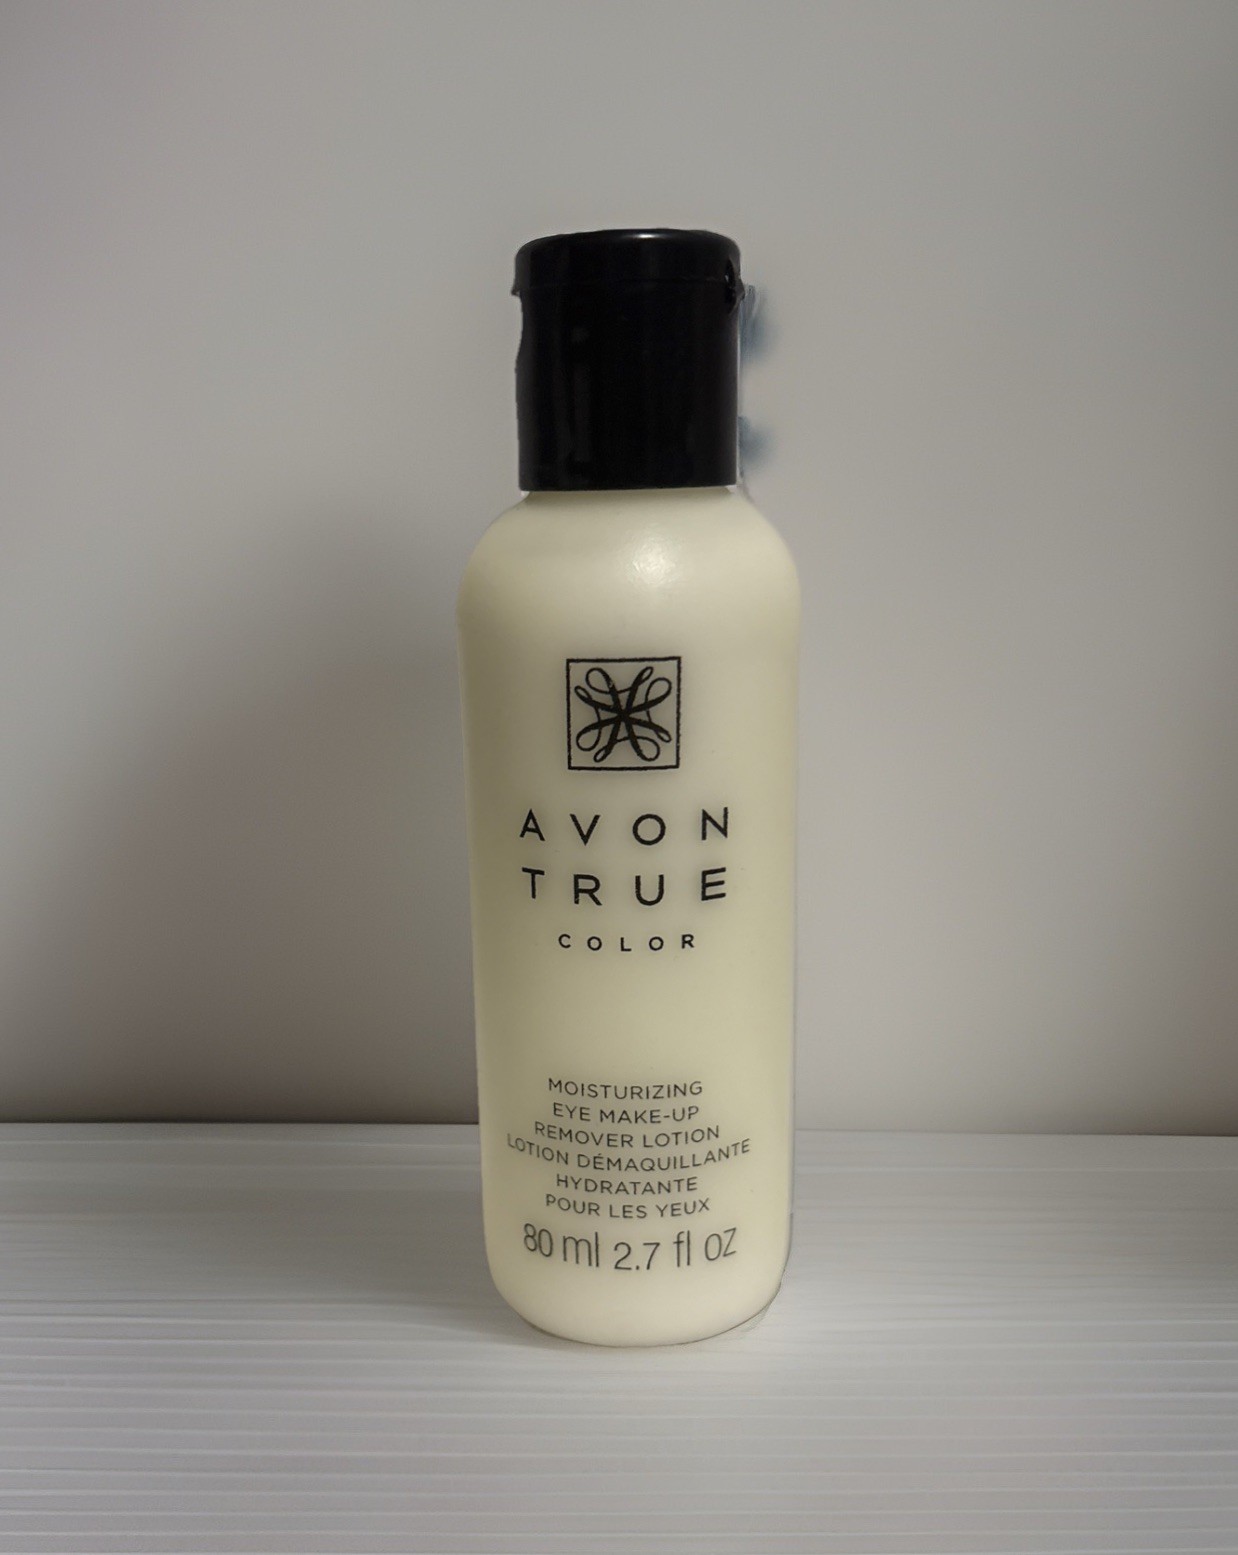 AVON
TRUE
COLOR
MOISTURIZING
EYE MAKE-UP
REMOVER LOTION
LOTION DÉMAQUILLANTE
HYDRATANTE
POUR LES YEUX
80 ml 2.7 fl oz